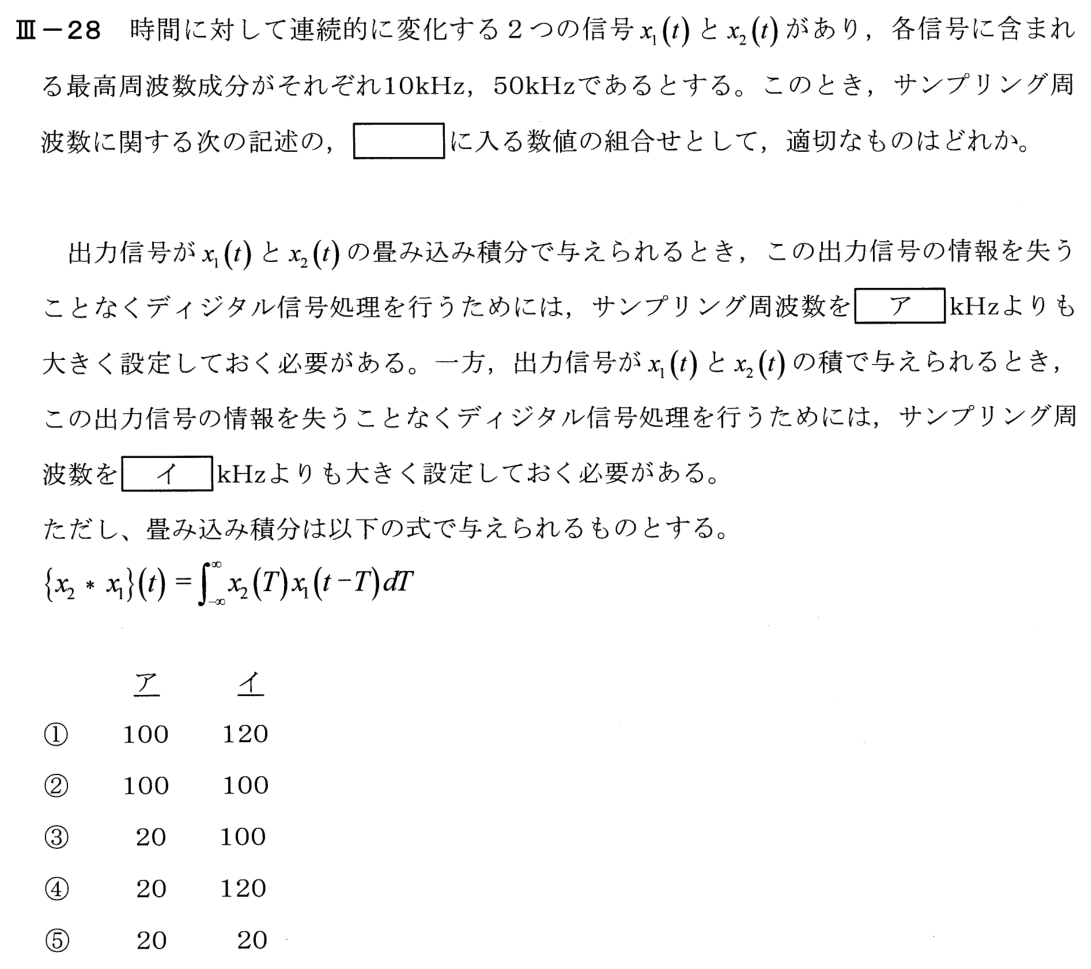 Ⅲ－28　時間に対して連続的に変化する２つの信号 x₁(t) と x₂(t) があり，各信号に含まれ
る最高周波数成分がそれぞれ10kHz，50kHzであるとする。このとき，サンプリング周
波数に関する次の記述の，□に入る数値の組合せとして，適切なものはどれか。
出力信号が x₁(t) と x₂(t) の畳み込み積分で与えられるとき，この出力信号の情報を失う
ことなくディジタル信号処理を行うためには，サンプリング周波数を ア kHzよりも
大きく設定しておく必要がある。一方，出力信号が x₁(t) と x₂(t) の積で与えられるとき，
この出力信号の情報を失うことなくディジタル信号処理を行うためには，サンプリング周
波数を イ kHzよりも大きく設定しておく必要がある。
ただし、畳み込み積分は以下の式で与えられるものとする。
{x₂ * x₁}(t) = ∫_{-∞}^{∞} x₂(T)x₁(t−T)dT
ア　イ
①　100　120
②　100　100
③　20　100
④　20　120
⑤　20　20